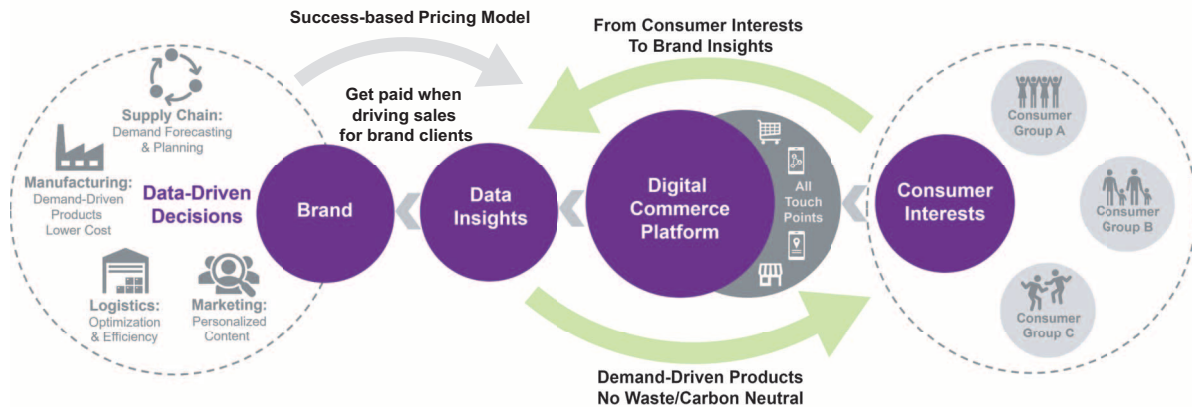 Success-based Pricing Model
From Consumer Interests
To Brand Insights
Get paid when
driving sales
for brand clients
Supply Chain:
Demand Forecasting
& Planning
Manufacturing:
Demand-Driven
Products
Lower Cost
Data-Driven
Decisions
Logistics:
Optimization
& Efficiency
Marketing:
Personalized
Content
Brand
Data
Insights
Digital
Commerce
Platform
All
Touch
Points
Consumer
Interests
Consumer
Group A
Consumer
Group B
Consumer
Group C
Demand-Driven Products
No Waste/Carbon Neutral